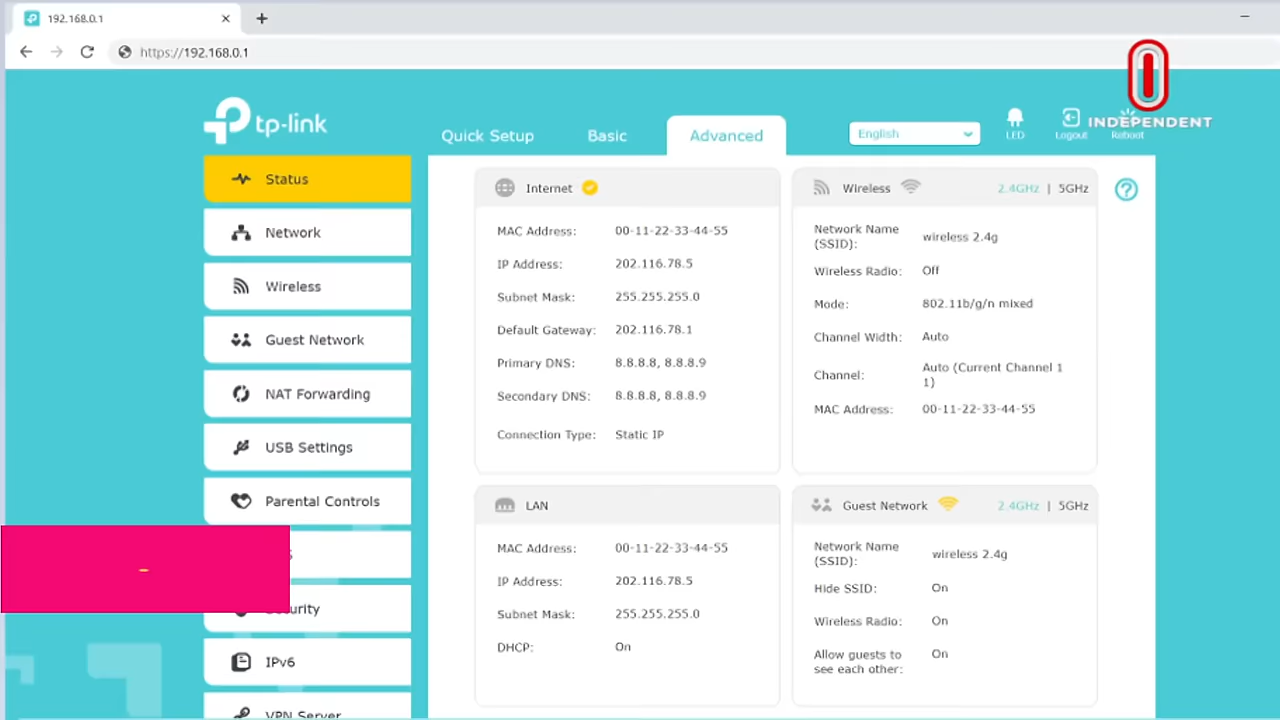 192.168.0.1
https://192.168.0.1
INDEPENDENT
tp-link
Quick Setup
Basic
Advanced
English
LED
Logout
Reboot
Status
Network
Wireless
Guest Network
NAT Forwarding
USB Settings
Parental Controls
IPv6
VPN Server
Internet
MAC Address: 00-11-22-33-44-55
IP Address: 202.116.78.5
Subnet Mask: 255.255.255.0
Default Gateway: 202.116.78.1
Primary DNS: 8.8.8.8, 8.8.8.9
Secondary DNS: 8.8.8.8, 8.8.8.9
Connection Type: Static IP
Wireless 2.4GHz | 5GHz
Network Name
(SSID): wireless 2.4g
Wireless Radio: Off
Mode: 802.11b/g/n mixed
Channel Width: Auto
Channel: Auto (Current Channel 1
1)
MAC Address: 00-11-22-33-44-55
LAN
MAC Address: 00-11-22-33-44-55
IP Address: 202.116.78.5
Subnet Mask: 255.255.255.0
DHCP: On
Guest Network 2.4GHz | 5GHz
Network Name
(SSID): wireless 2.4g
Hide SSID: On
Wireless Radio: On
Allow guests to
see each other: On